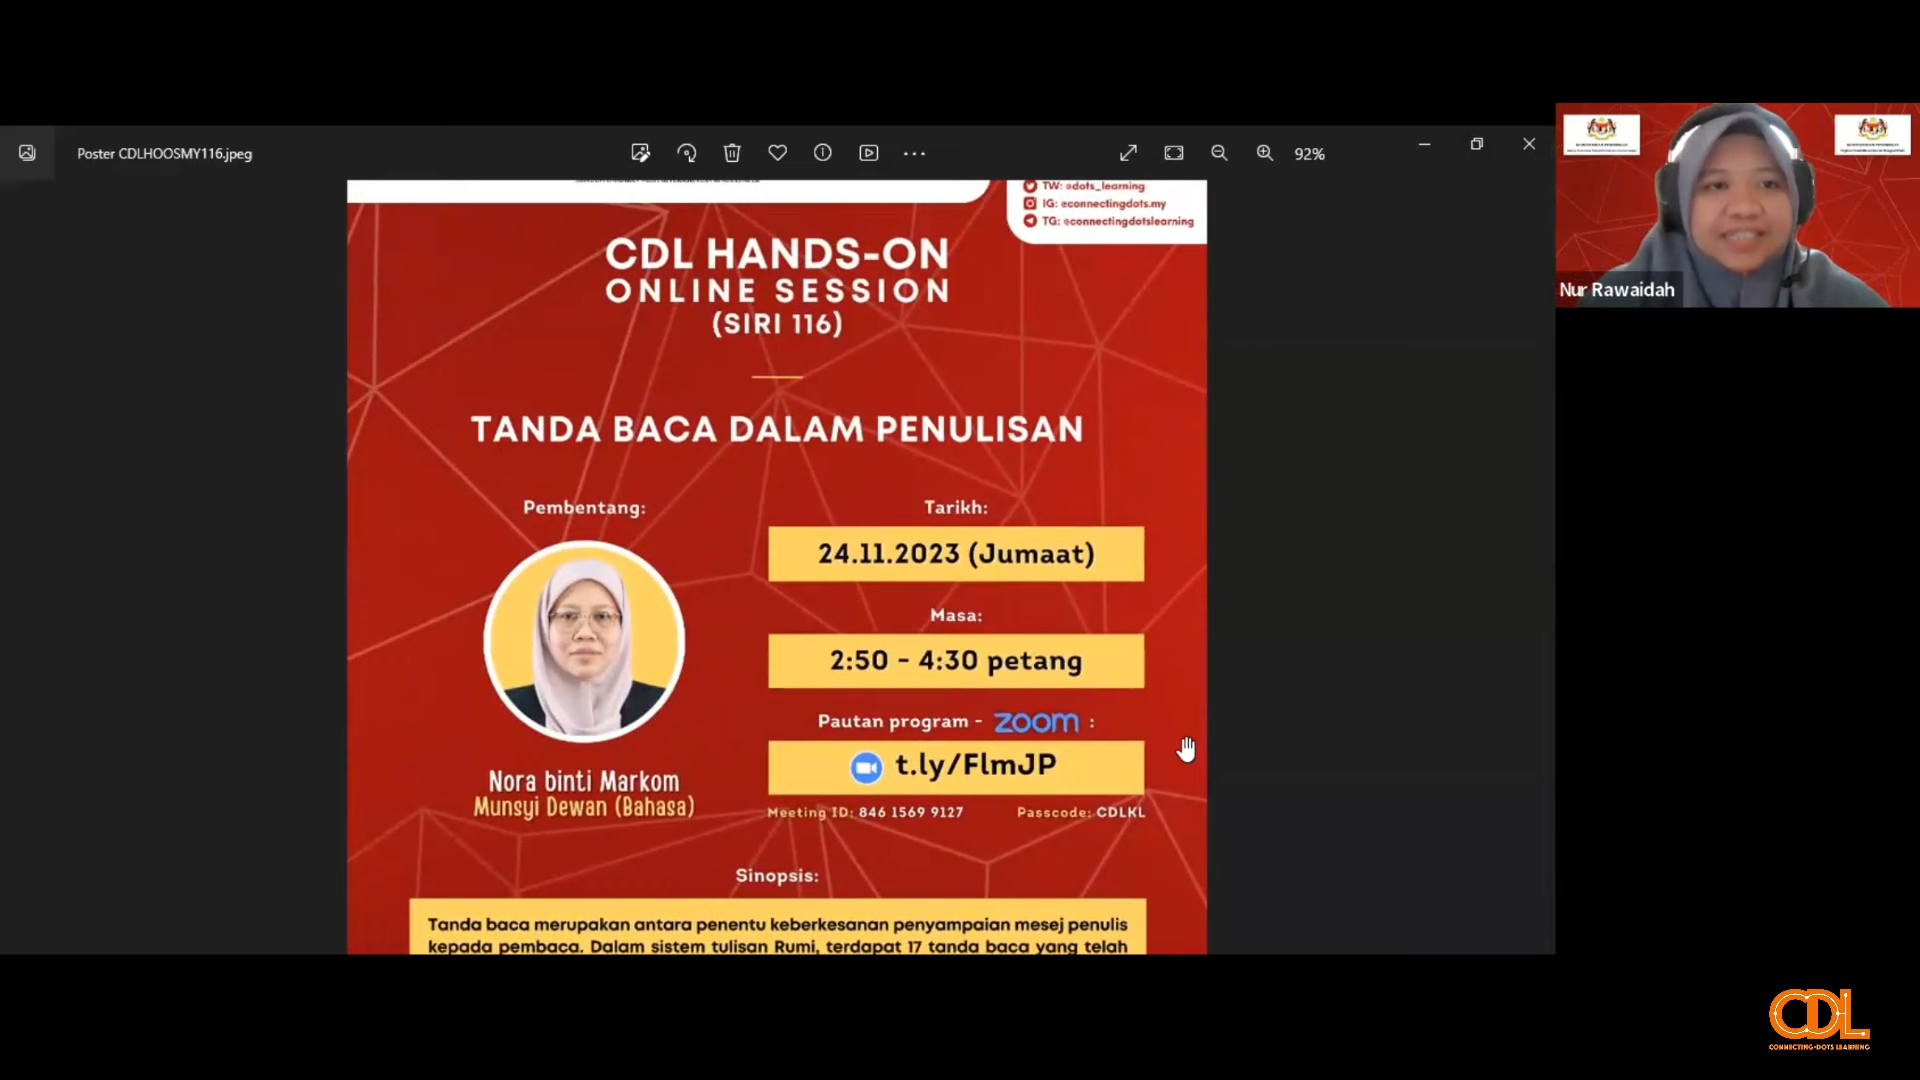 Poster CDLHOOSMY116.jpeg
92%
TW: @dots_learning
IG: @connectingdots.my
TG: @connectingdotslearning
CDL HANDS-ON
ONLINE SESSION
(SIRI 116)
TANDA BACA DALAM PENULISAN
Pembentang:
Nora binti Markom
Munsyi Dewan (Bahasa)
Tarikh:
24.11.2023 (Jumaat)
Masa:
2:50 - 4:30 petang
Pautan program - zoom :
t.ly/FlmJP
Meeting ID: 846 1569 9127 Passcode: CDLKL
Sinopsis:
Tanda baca merupakan antara penentu keberkesanan penyampaian mesej penulis
kepada pembaca. Dalam sistem tulisan Rumi, terdapat 17 tanda baca yang telah
Nur Rawaidah
CDL
CONNECTING-DOTS LEARNING